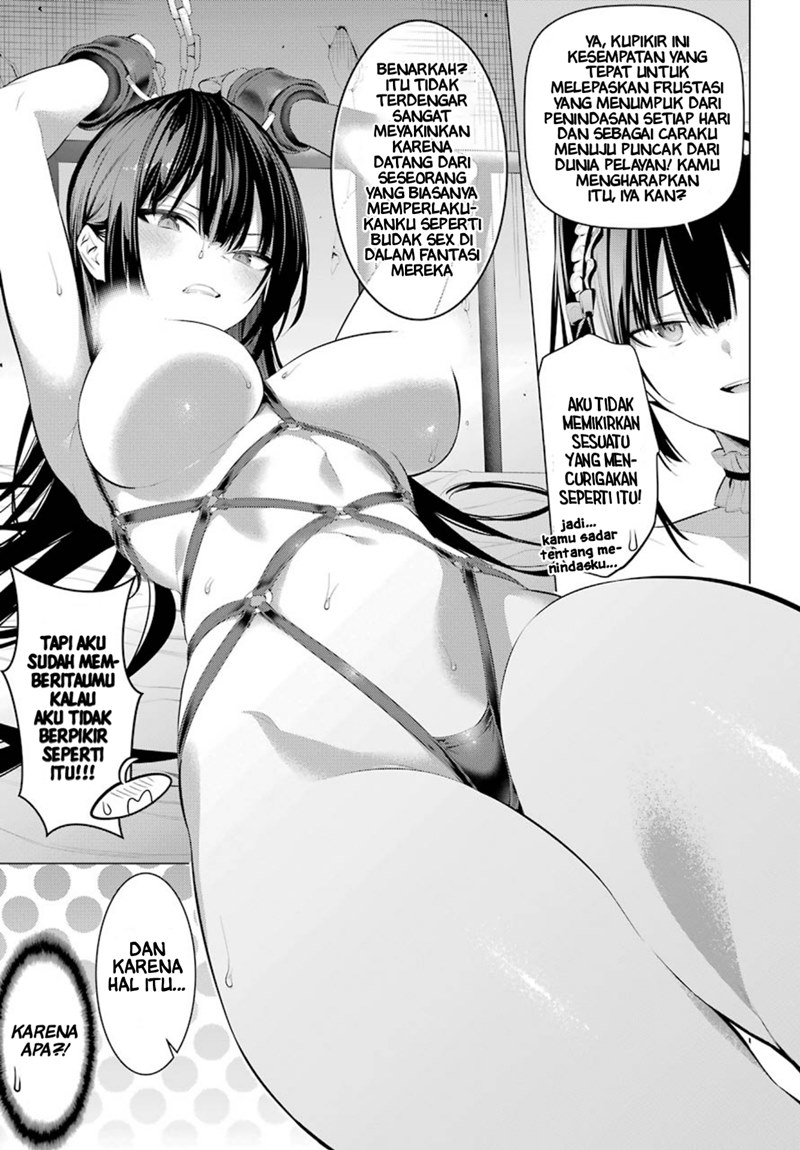 YA, KUPIKIR INI
KESEMPATAN YANG
TEPAT UNTUK
MELEPASKAN FRUSTASI
YANG MENUMPUK DARI
PENINDASAN SETIAP HARI
DAN SEBAGAI CARAKU
MENUJU PUNCAK DARI
DUNIA PELAYAN! KAMU
MENGHARAPKAN
ITU, IYA KAN?
AKU TIDAK
MEMIKIRKAN
SESUATU
YANG MEN-
CURIGAKAN
SEPERTI ITU!
jadi...
kamu sadar
tentang me-
nindasku...
BENARKAH?
ITU TIDAK
TERDENGAR
SANGAT
MEYAKINKAN
KARENA
DATANG DARI
SESEORANG
YANG BIASANYA
MEMPERLAKU-
KANKU SEPERTI
BUDAK SEX DI
DALAM FANTASI
MEREKA
TAPI AKU
SUDAH MEM-
BERITAUMU
KALAU
AKU TIDAK
BERPIKIR
SEPERTI
ITU!!!
DAN
KARENA
HAL ITU...
KARENA
APA?!